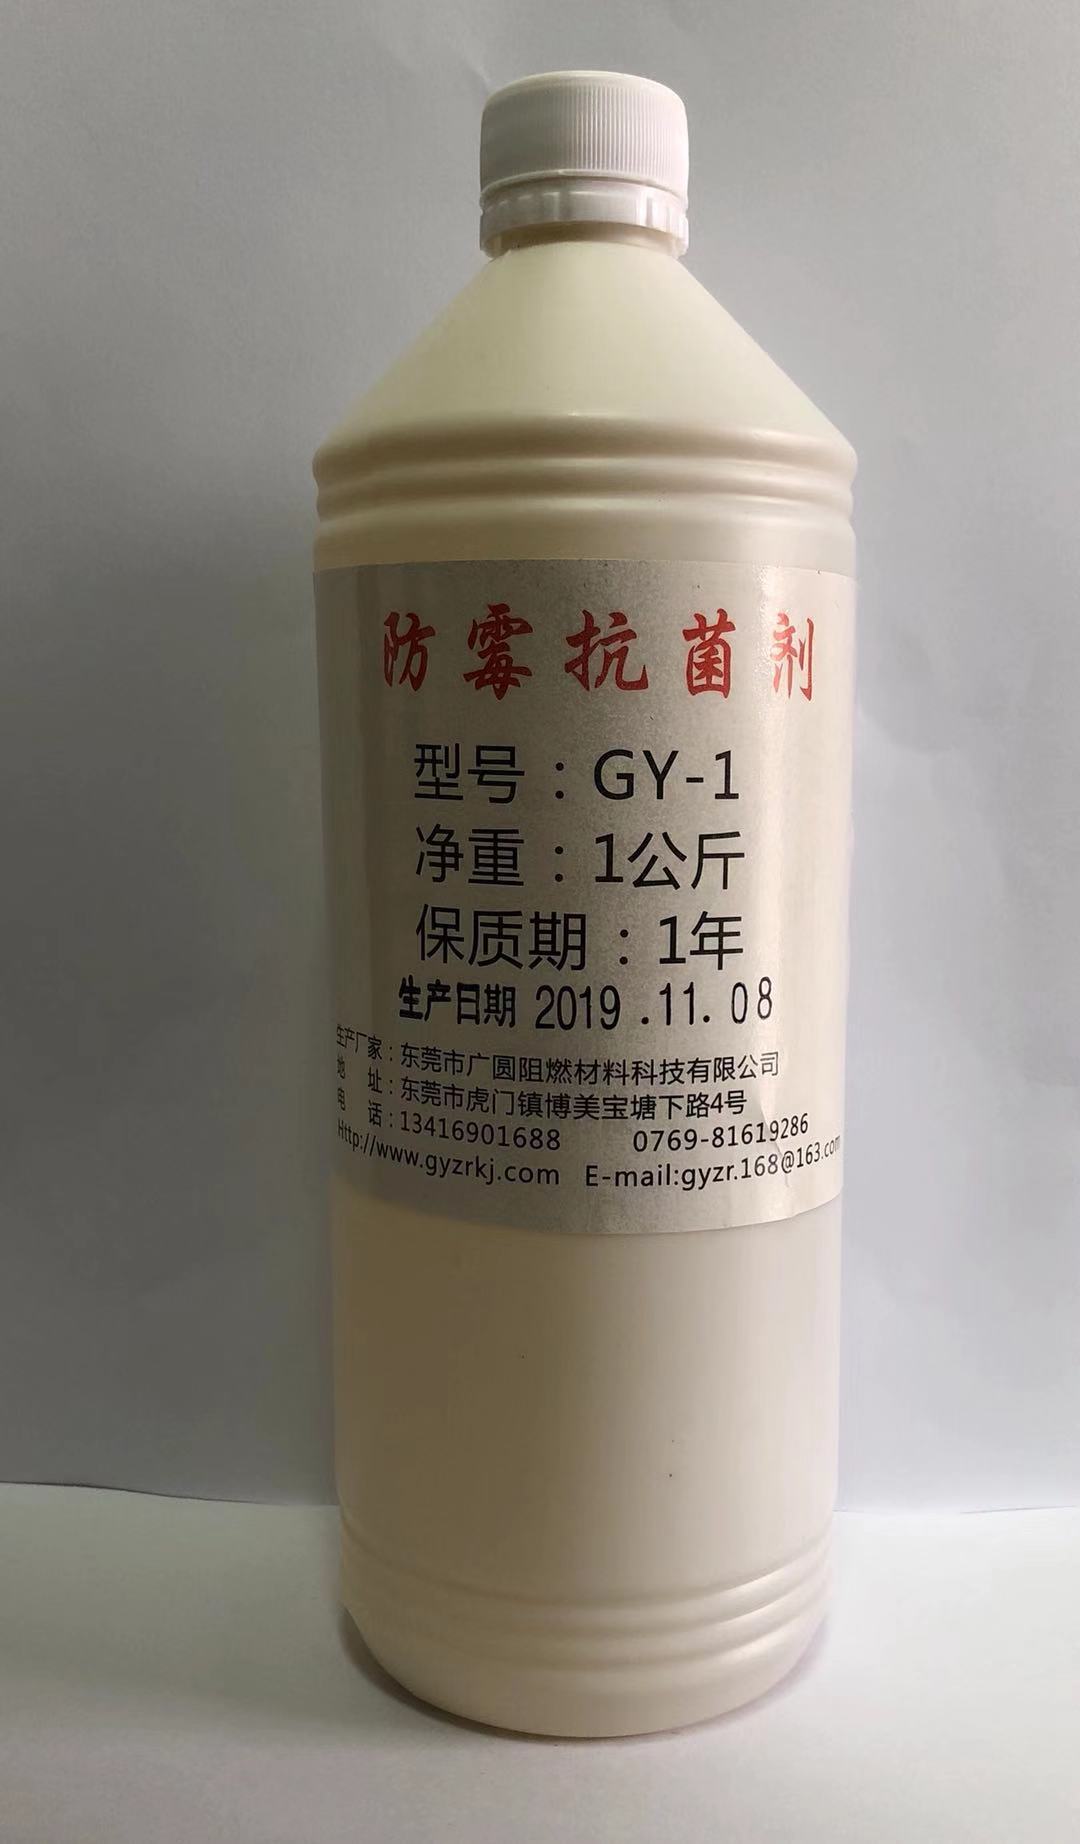 防霉抗菌剂
型号：GY-1
净重：1公斤
保质期：1年
生产日期 2019.11.08
生产厂家：东莞市广圆阻燃材料科技有限公司
地 址：东莞市虎门镇博美宝塘下路4号
电 话：13416901688 0769-81619286
Http://www.gyzrkj.com E-mail:gyzr.168@163.com